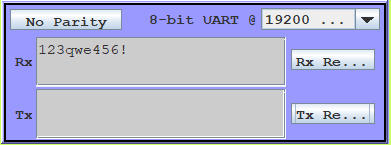 No Parity 8-bit UART @ 19200 ...
Rx 123qwe456! Rx Re...
Tx Tx Re...